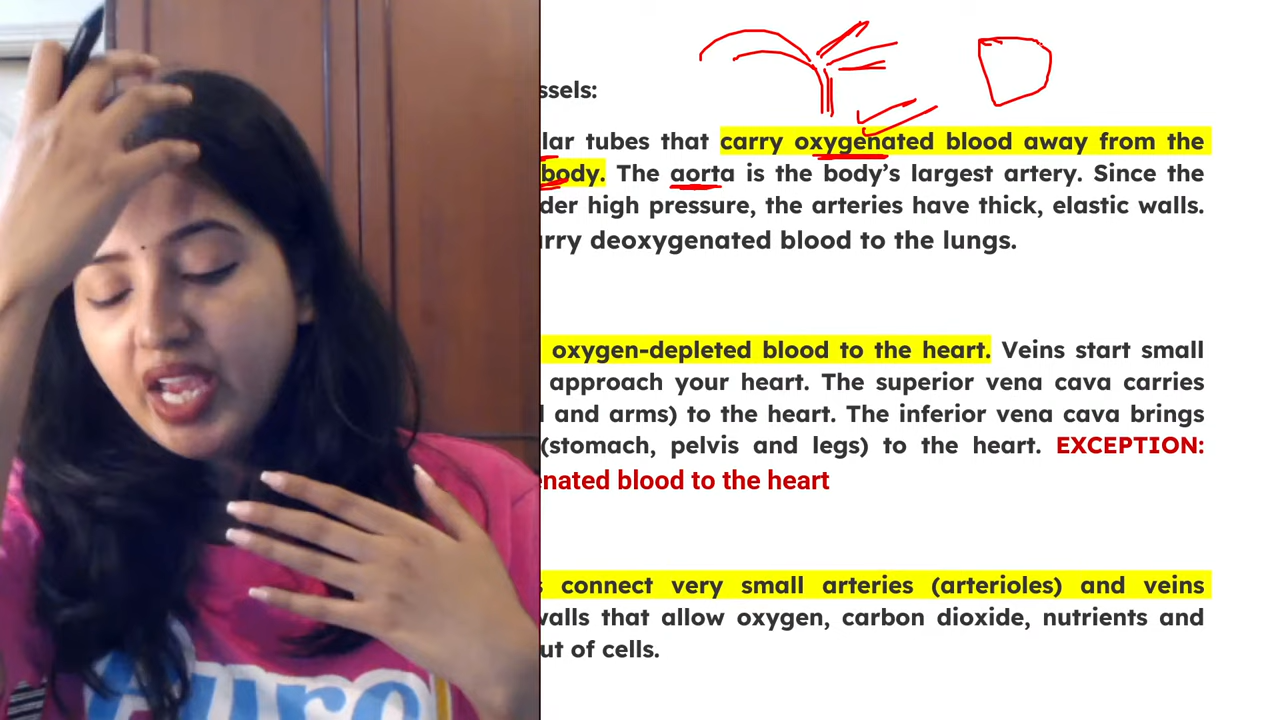 ssels:
lar tubes that carry oxygenated blood away from the
body. The aorta is the body's largest artery. Since the
der high pressure, the arteries have thick, elastic walls.
rry deoxygenated blood to the lungs.
oxygen-depleted blood to the heart. Veins start small
approach your heart. The superior vena cava carries
and arms) to the heart. The inferior vena cava brings
(stomach, pelvis and legs) to the heart. EXCEPTION:
enated blood to the heart
connect very small arteries (arterioles) and veins
walls that allow oxygen, carbon dioxide, nutrients and
ut of cells.